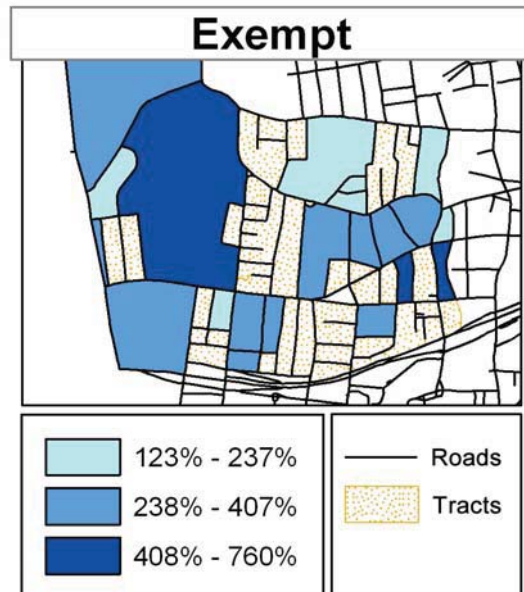 Exempt
123% - 237%
238% - 407%
408% - 760%
Roads
Tracts